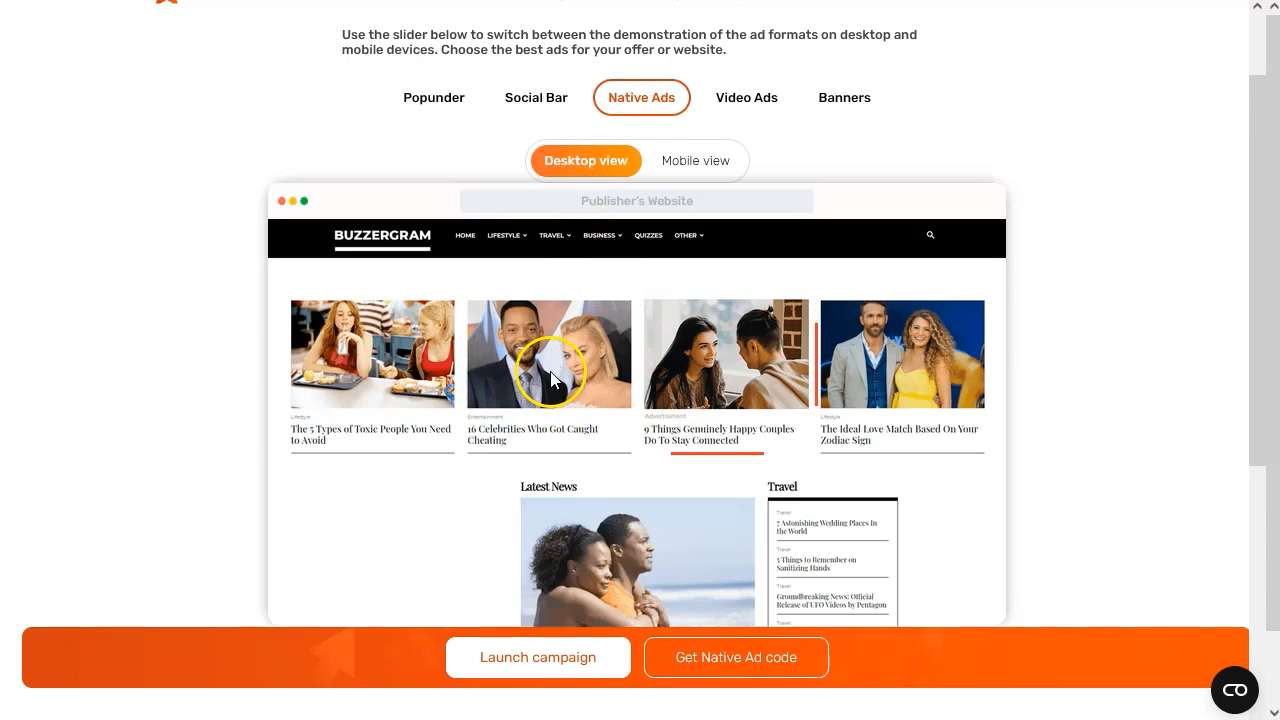 Use the slider below to switch between the demonstration of the ad formats on desktop and
mobile devices. Choose the best ads for your offer or website.
Popunder
Social Bar
Native Ads
Video Ads
Banners
Desktop view
Mobile view
Publisher's Website
BUZZERGRAM
HOME
LIFESTYLE
TRAVEL
BUSINESS
QUIZZES
OTHER
Lifestyle
The 5 Types of Toxic People You Need
to Avoid
Entertainment
16 Celebrities Who Got Caught
Cheating
Advertisiment
9 Things Genuinely Happy Couples
Do To Stay Connected
Lifestyle
The Ideal Love Match Based On Your
Zodiac Sign
Latest News
Travel
Travel
7 Astonishing Wedding Places In
the World
Travel
5 Things to Remember on
Sanitizing Hands
Travel
Groundbreaking News: Official
Release of UFO Videos by Pentagon
Travel
Launch campaign
Get Native Ad code
CO